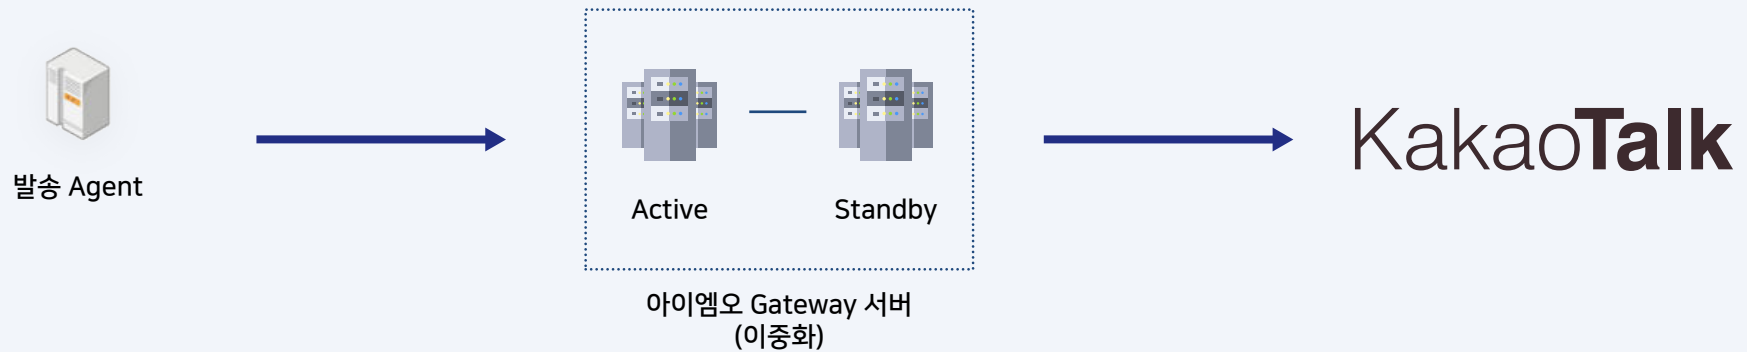 발송 Agent
Active
Standby
아이엠오 Gateway 서버
(이중화)
KakaoTalk